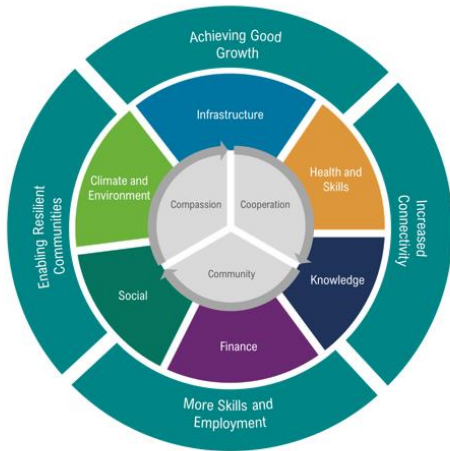 Achieving Good
Growth
Increased
Connectivity
More Skills and
Employment
Enabling Resilient
Communities
Infrastructure
Health and
Skills
Knowledge
Finance
Social
Climate and
Environment
Compassion
Cooperation
Community